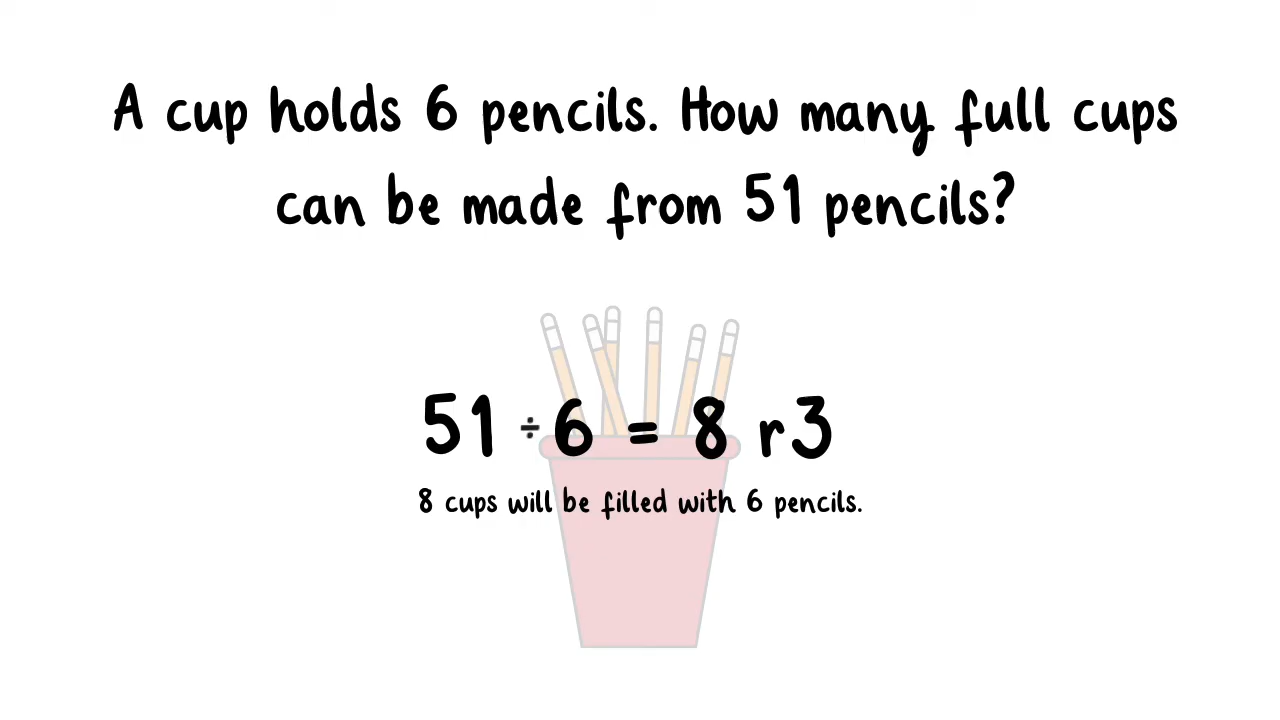 A cup holds 6 pencils. How many full cups
can be made from 51 pencils?
51 ÷ 6 = 8 r3
8 cups will be filled with 6 pencils.